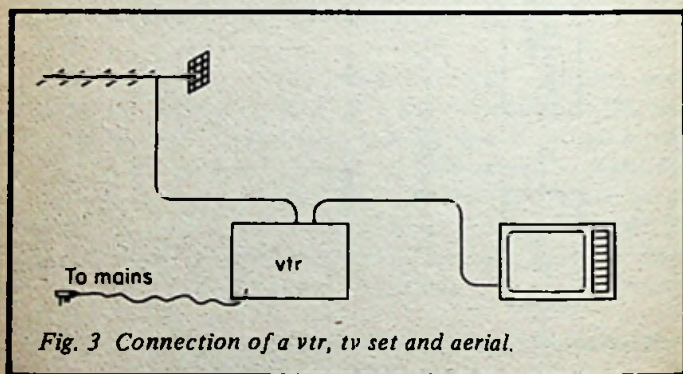 vtr
To mains
Fig. 3 Connection of a vtr, tv set and aerial.